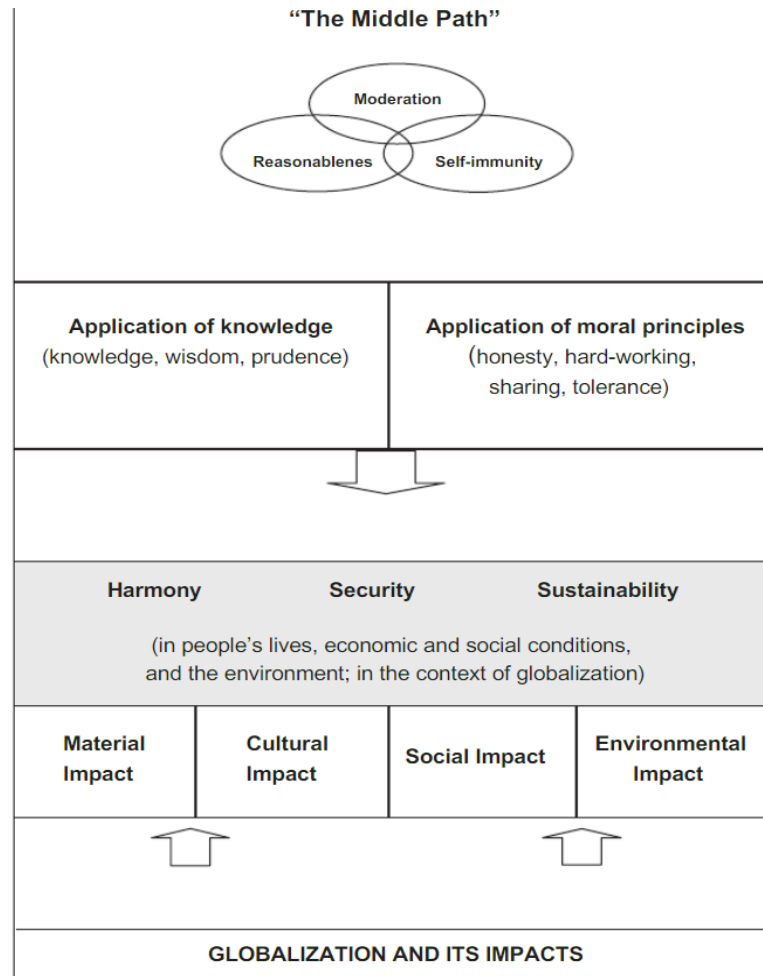 “The Middle Path”
Moderation
Reasonablenes
Self-immunity
Application of knowledge
(knowledge, wisdom, prudence)
Application of moral principles
(honesty, hard-working,
sharing, tolerance)
Harmony
Security
Sustainability
(in people’s lives, economic and social conditions,
and the environment; in the context of globalization)
Material
Impact
Cultural
Impact
Social Impact
Environmental
Impact
GLOBALIZATION AND ITS IMPACTS